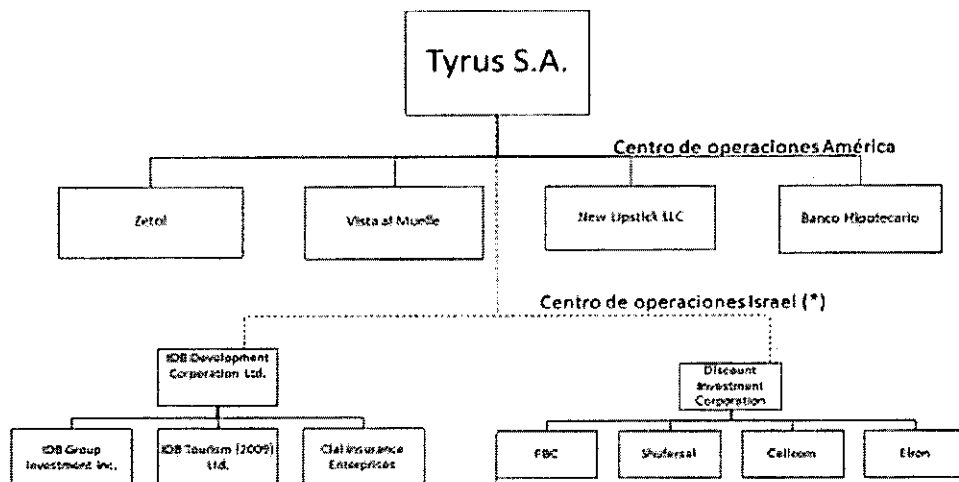 Tyrus S.A.
Centro de operaciones América
Zetol
Vista al Muelle
New Lipstick LLC
Banco Hipotecario
Centro de operaciones Israel (*)
IDB Development
Corporation Ltd.
Discount
Investment
Corporation
IDB Group
Investment Inc.
IDB Tourism (2009)
Ltd.
Clal Insurance
Enterprises
PBC
Shufersal
Cellcom
Elron